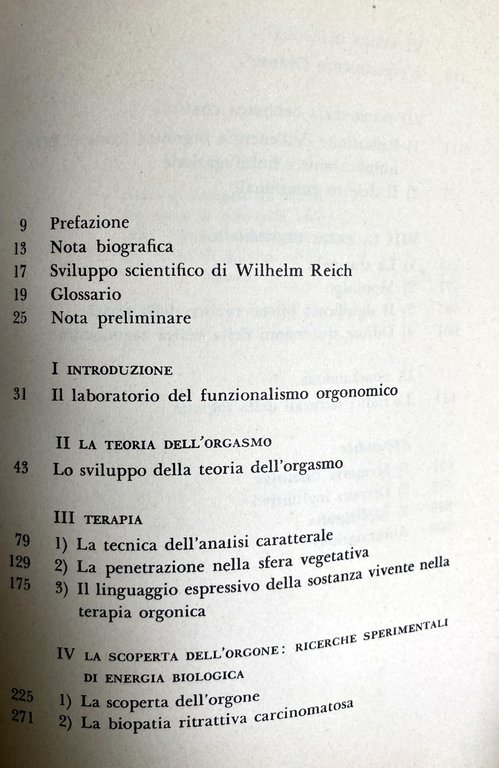 9 Prefazione
13 Nota biografica
17 Sviluppo scientifico di Wilhelm Reich
19 Glossario
25 Nota preliminare
I INTRODUZIONE
31 Il laboratorio del funzionalismo orgonomico
II LA TEORIA DELL'ORGASMO
43 Lo sviluppo della teoria dell'orgasmo
III TERAPIA
79 1) La tecnica dell'analisi caratterale
129 2) La penetrazione nella sfera vegetativa
175 3) Il linguaggio espressivo della sostanza vivente nella
terapia orgonica
IV LA SCOPERTA DELL'ORGONE: RICERCHE SPERIMENTALI
DI ENERGIA BIOLOGICA
225 1) La scoperta dell'orgone
271 2) La biopatia ritrattiva carcinomatosa